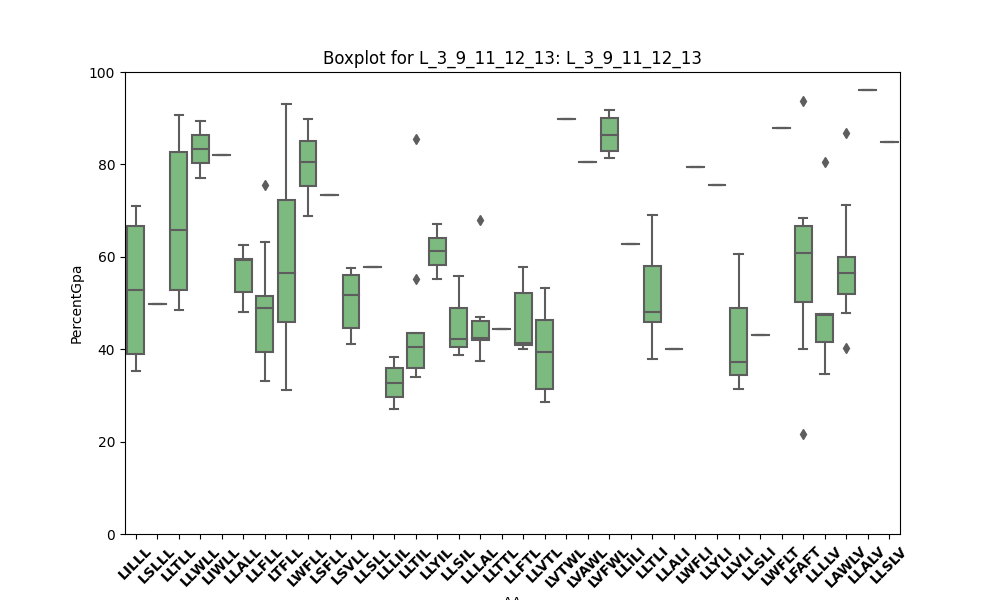 Boxplot for L_3_9_11_12_13: L_3_9_11_12_13
100
80
60
40
20
0
PercentGpa
LILLL
LSLLL
LLTLL
LLWLL
LIWLL
LLALL
LLFLL
LTFLL
LWFLL
LSFLL
LSVLL
LLSLL
LLLIL
LLTIL
LLYIL
LLSIL
LLLAL
LLTTL
LLFTL
LLVTL
LVTWL
LVAWL
LVFWL
LLILI
LLTLI
LLALI
LWFLI
LLYLI
LLVLI
LLSLI
LWFLT
LFAFT
LLLLV
LAWLV
LLALV
LLSLV